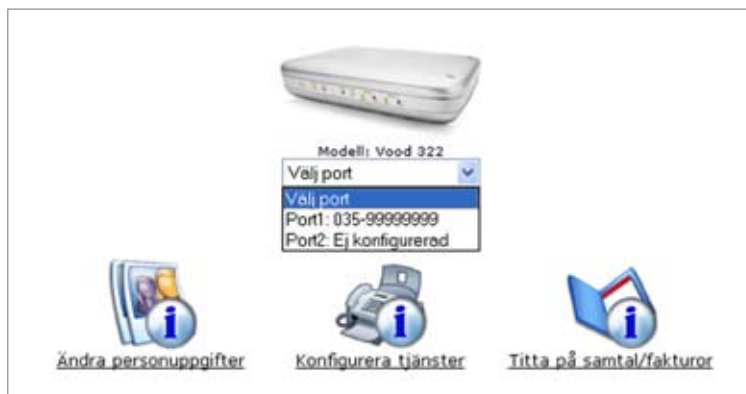 Modell: Vood 322
Välj port
Välj port
Port1: 035-99999999
Port2: Ej konfigurerad
Ändra personuppgifter
Konfigurera tjänster
Titta på samtal/fakturor